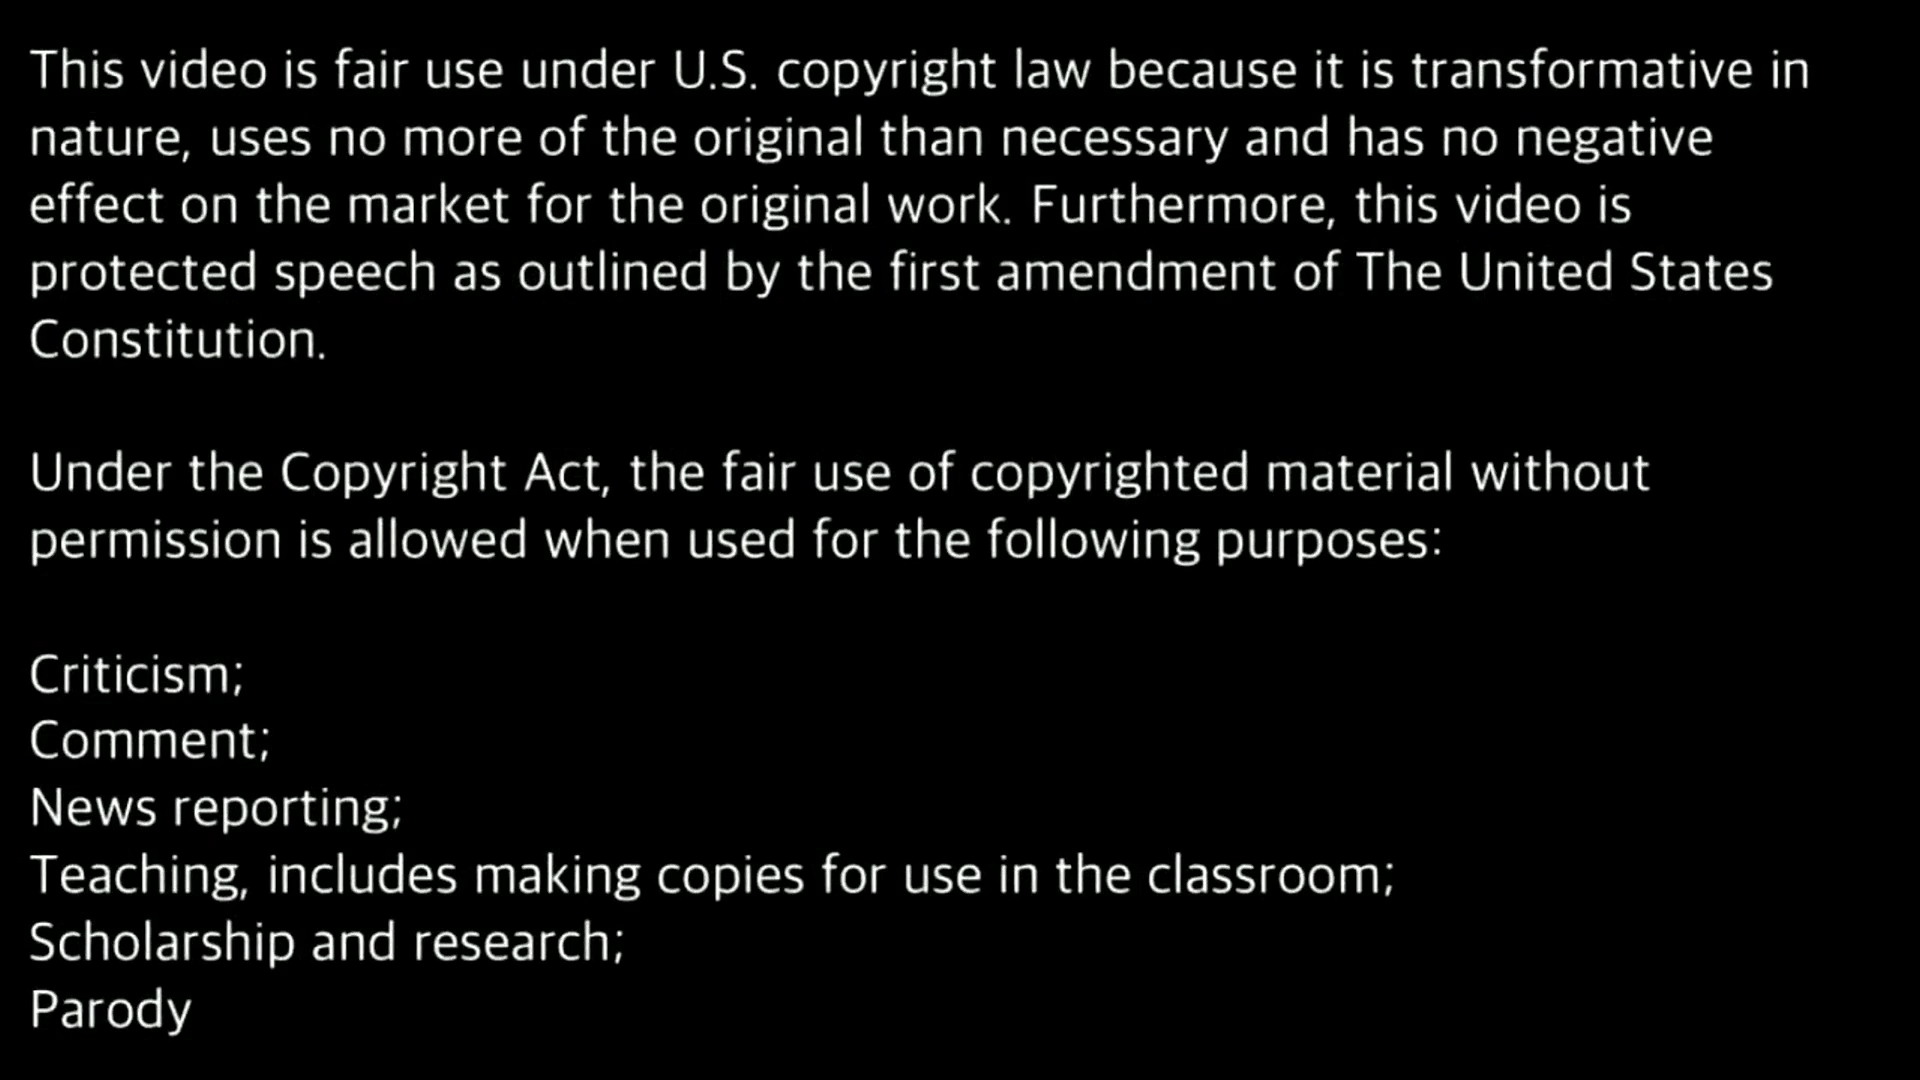 This video is fair use under U.S. copyright law because it is transformative in
nature, uses no more of the original than necessary and has no negative
effect on the market for the original work. Furthermore, this video is
protected speech as outlined by the first amendment of The United States
Constitution.
Under the Copyright Act, the fair use of copyrighted material without
permission is allowed when used for the following purposes:
Criticism;
Comment;
News reporting;
Teaching, includes making copies for use in the classroom;
Scholarship and research;
Parody